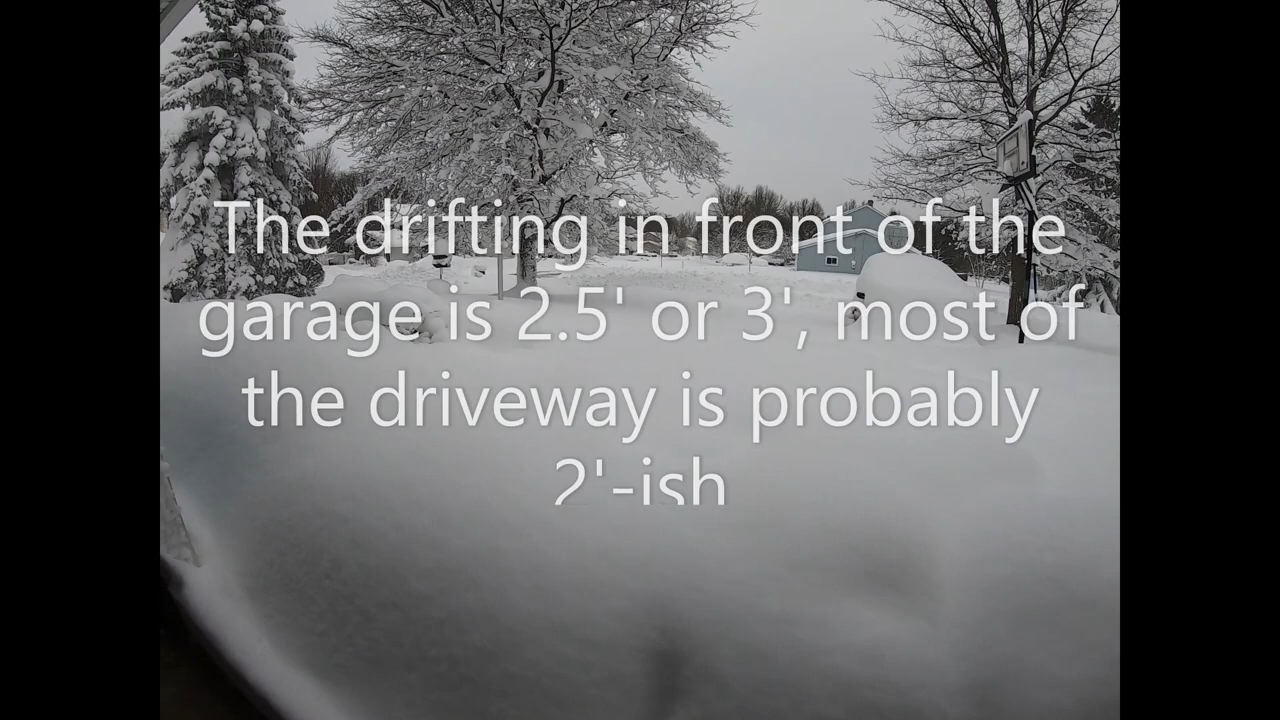 The drifting in front of the
garage is 2.5' or 3', most of
the driveway is probably
2'-ish